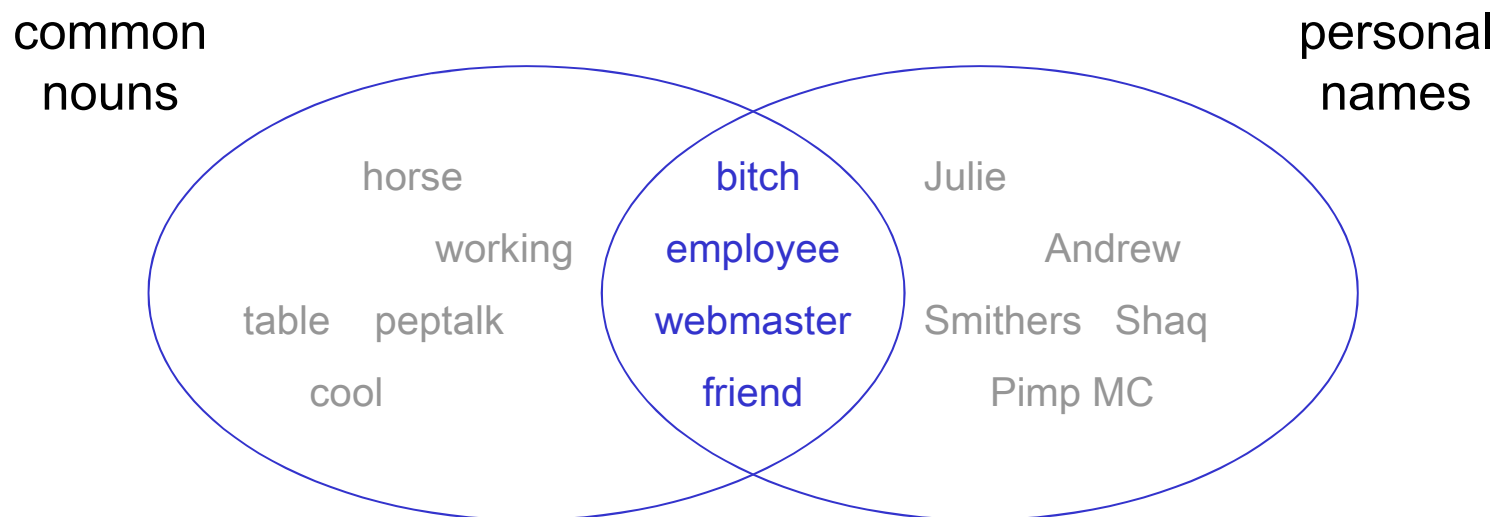 common
nouns
personal
names
horse bitch Julie
working employee Andrew
table peptalk webmaster Smithers Shaq
cool friend Pimp MC